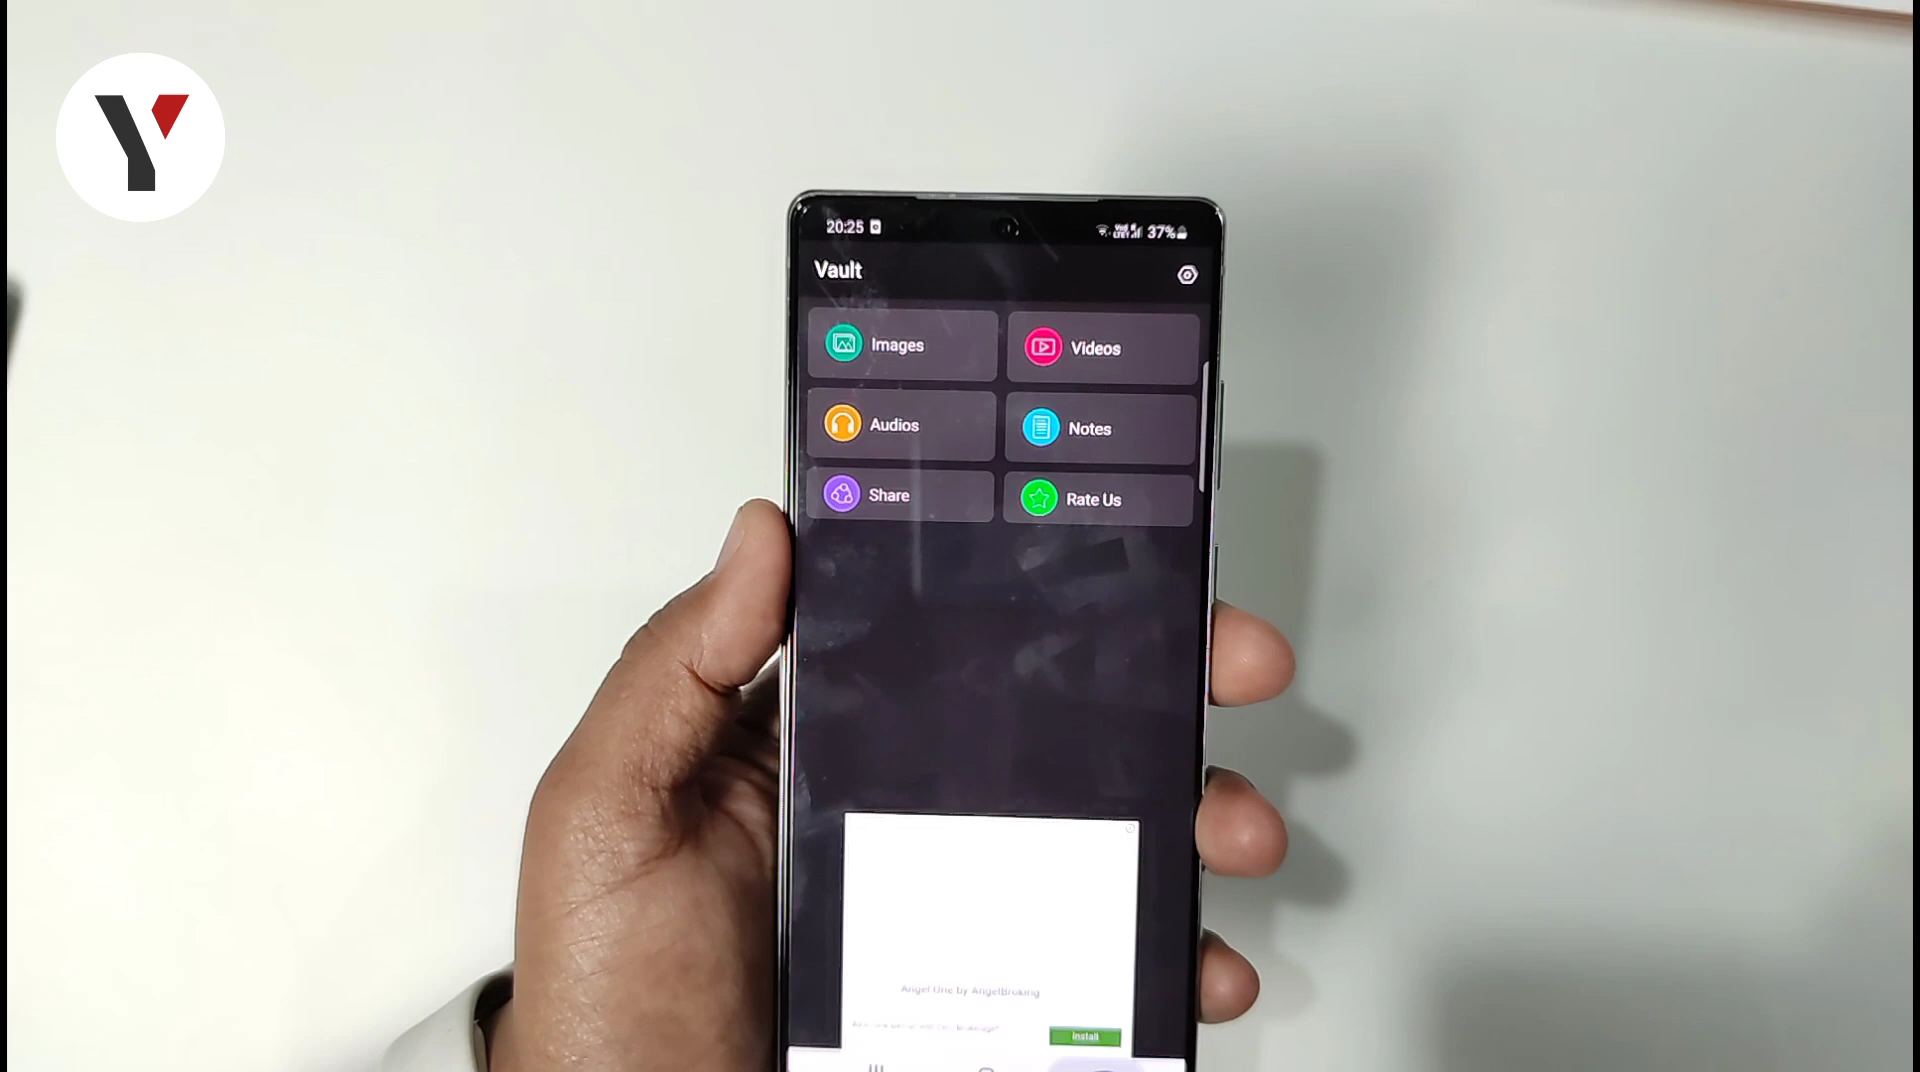 20:25
37%
Vault
Images
Videos
Audios
Notes
Share
Rate Us
Angel One by AngelBroking
Install